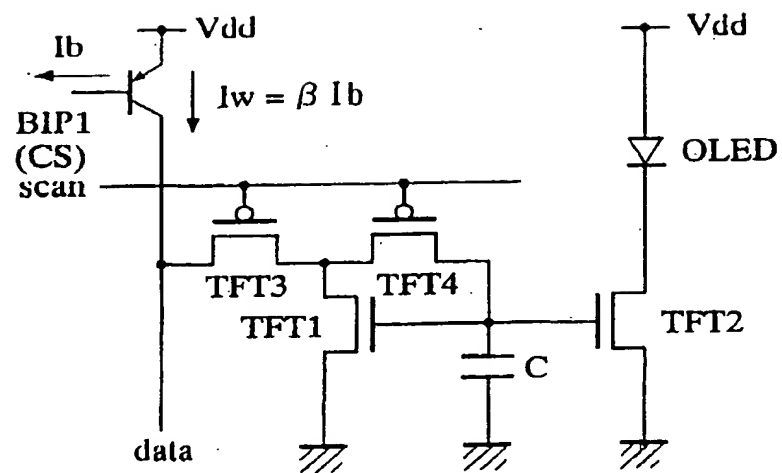 Vdd
Vdd
Ib
Iw = β Ib
BIP1
(CS)
OLED
scan
TFT3
TFT4
TFT1
TFT2
C
data